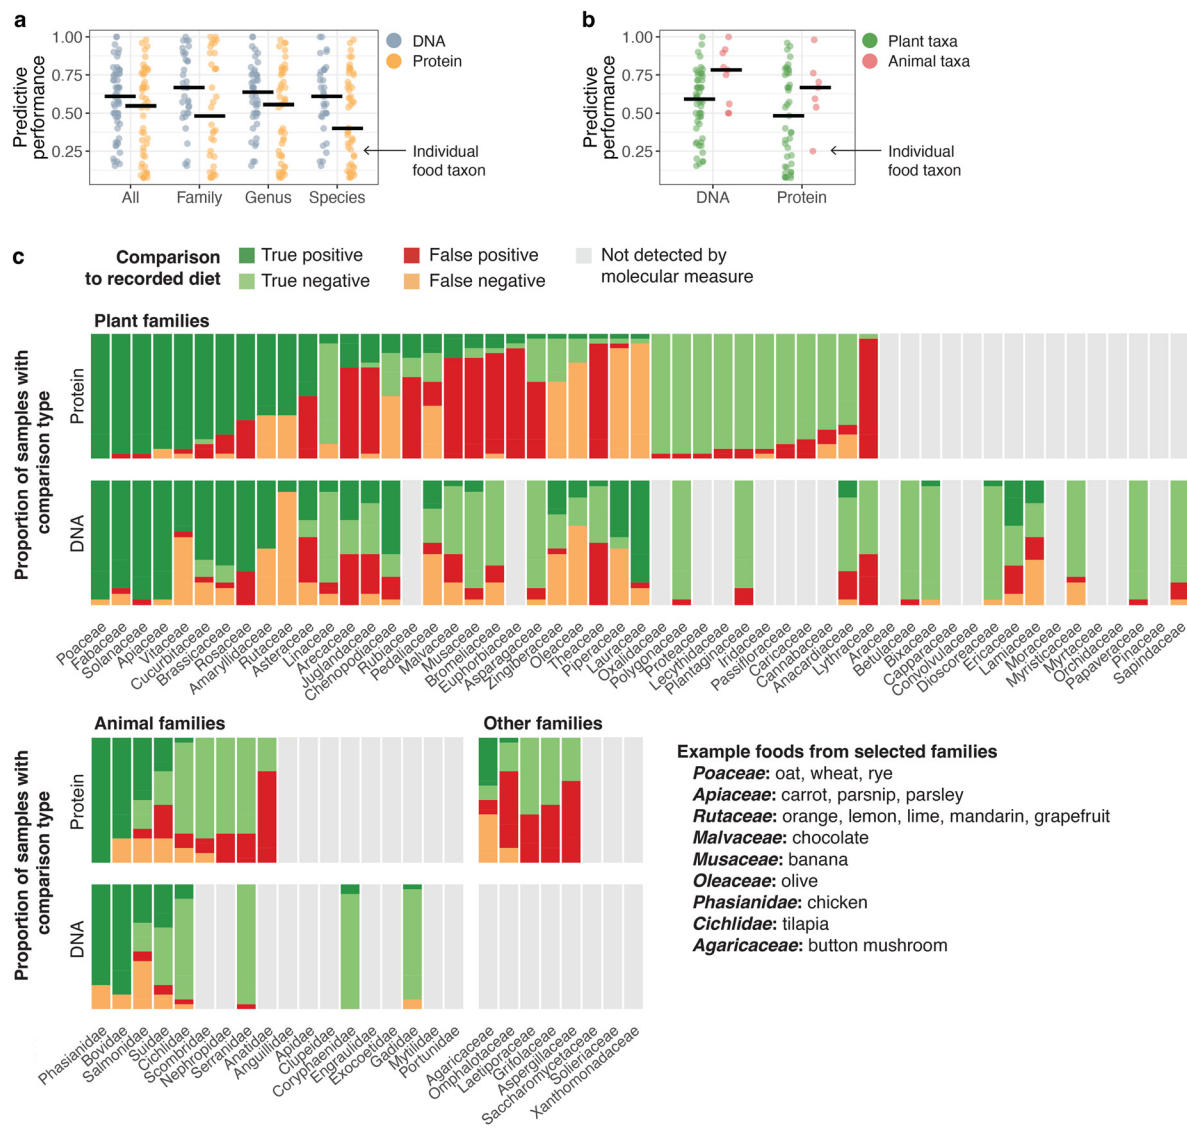 a
1.00
0.75
0.50
0.25
Predictive
performance
All
Family
Genus
Species
DNA
Protein
Individual
food taxon
b
1.00
0.75
0.50
0.25
Predictive
performance
DNA
Protein
Plant taxa
Animal taxa
Individual
food taxon
c
Comparison
to recorded diet
True positive
True negative
False positive
False negative
Not detected by
molecular measure
Plant families
Proportion of samples with
comparison type
Protein
DNA
Poaceae
Fabaceae
Solanaceae
Apiaceae
Vitaceae
Cucurbitaceae
Brassicaceae
Rosaceae
Amaryllidaceae
Rutaceae
Asteraceae
Linaceae
Arecaceae
Juglandaceae
Chenopodiaceae
Rubiaceae
Pedaliaceae
Malvaceae
Musaceae
Bromeliaceae
Euphorbiaceae
Asparagaceae
Zingiberaceae
Oleaceae
Theaceae
Piperaceae
Lauraceae
Oxalidaceae
Polygonaceae
Proteaceae
Lecythidaceae
Plantaginaceae
Iridaceae
Passifloraceae
Caricaceae
Cannabaceae
Anacardiaceae
Lythraceae
Araceae
Betulaceae
Bixaceae
Capparaceae
Convolvulaceae
Dioscoreaceae
Ericaceae
Lamiaceae
Moraceae
Myristicaceae
Myrtaceae
Orchidaceae
Papaveraceae
Pinaceae
Sapindaceae
Animal families
Other families
Proportion of samples with
comparison type
Protein
DNA
Phasianidae
Bovidae
Salmonidae
Suidae
Cichlidae
Scombridae
Nephropidae
Serranidae
Anatidae
Anguillidae
Apidae
Cluperdae
Coryphaenidae
Engraulidae
Exocoetidae
Gadidae
Mytilidae
Portunidae
Agaricaceae
Omphalotaceae
Laetiporaceae
Grifolaceae
Aspergillaceae
Saccharomycetaceae
Solieriaceae
Xanthomonadaceae
Example foods from selected families
Poaceae: oat, wheat, rye
Apiaceae: carrot, parsnip, parsley
Rutaceae: orange, lemon, lime, mandarin, grapefruit
Malvaceae: chocolate
Musaceae: banana
Oleaceae: olive
Phasianidae: chicken
Cichlidae: tilapia
Agaricaceae: button mushroom